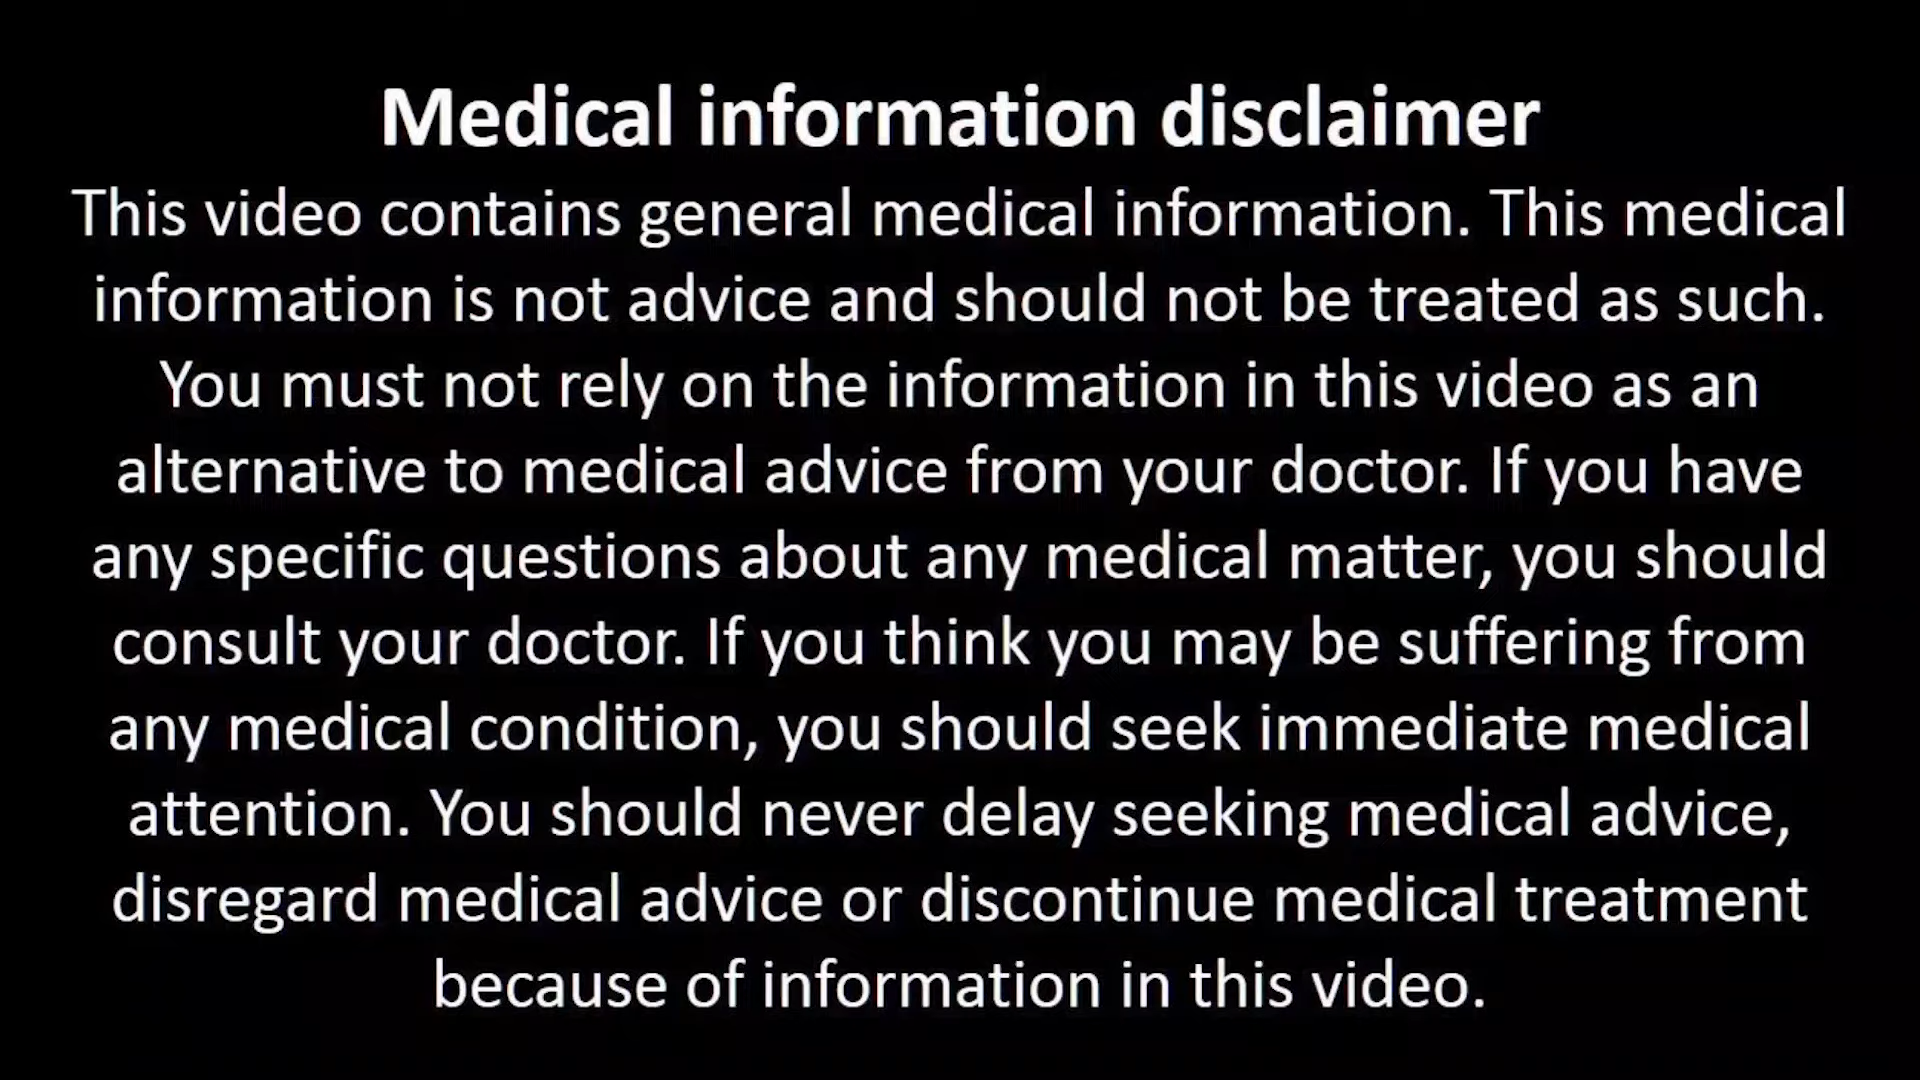 Medical information disclaimer
This video contains general medical information. This medical
information is not advice and should not be treated as such.
You must not rely on the information in this video as an
alternative to medical advice from your doctor. If you have
any specific questions about any medical matter, you should
consult your doctor. If you think you may be suffering from
any medical condition, you should seek immediate medical
attention. You should never delay seeking medical advice,
disregard medical advice or discontinue medical treatment
because of information in this video.